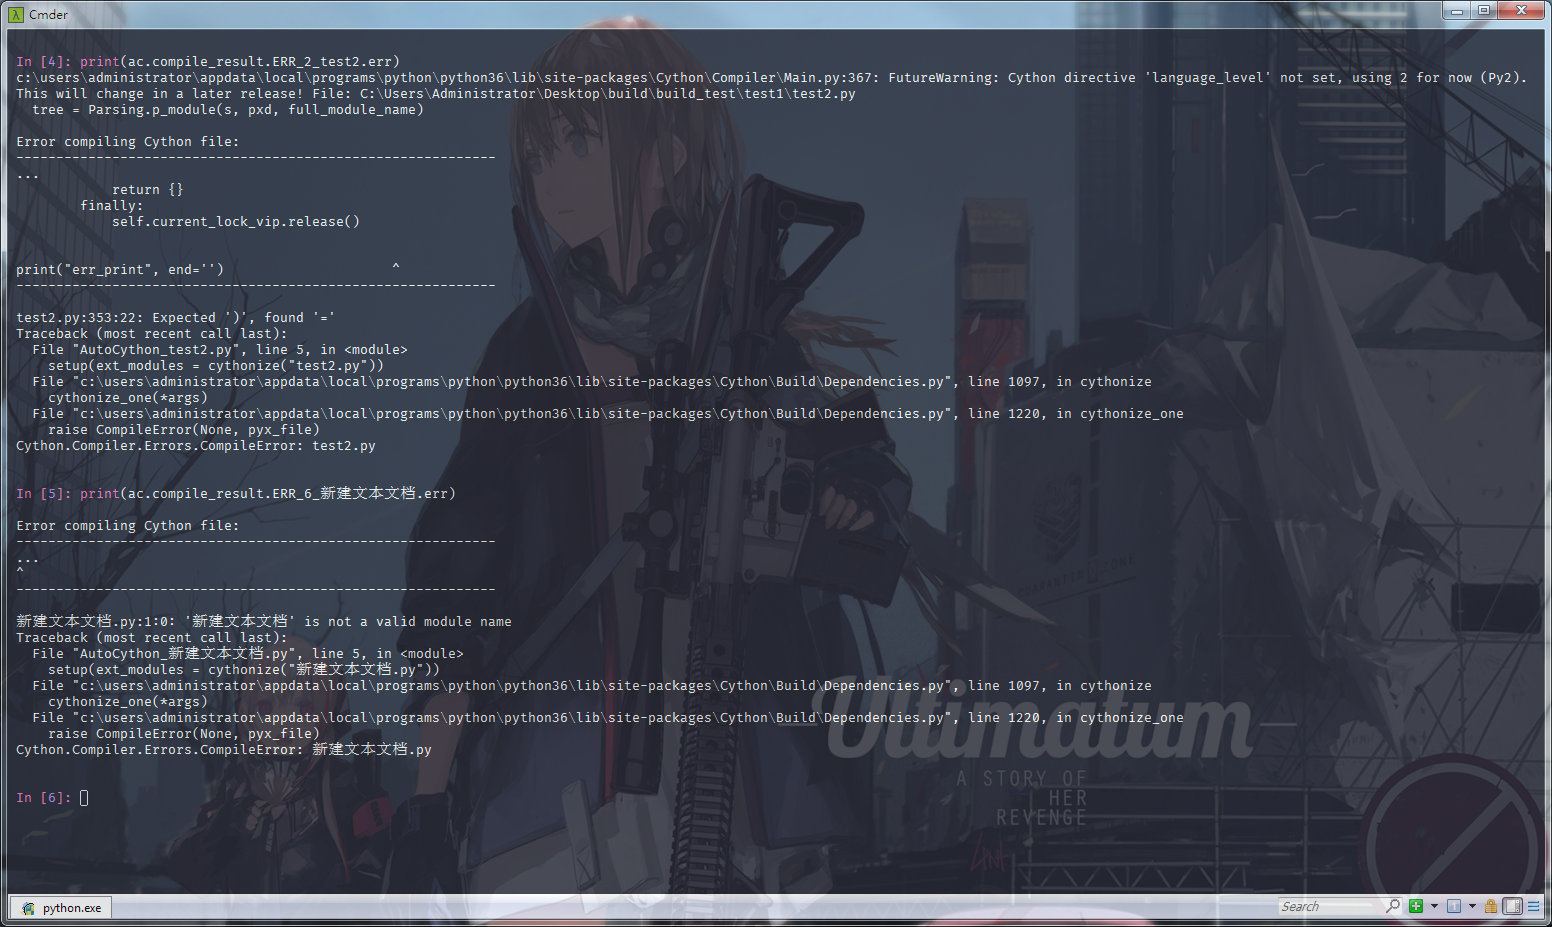 Cmder
In [4]: print(ac.compile_result.ERR_2_test2.err)
c:\users\administrator\appdata\local\programs\python\python36\lib\site-packages\Cython\Compiler\Main.py:367: FutureWarning: Cython directive 'language_level' not set, using 2 for now (Py2).
This will change in a later release! File: C:\Users\Administrator\Desktop\build\build_test\test1\test2.py
  tree = Parsing.p_module(s, pxd, full_module_name)
Error compiling Cython file:
------------------------------------------------------------
...
            return {}
        finally:
            self.current_lock_vip.release()
print("err_print", end='')                     ^
------------------------------------------------------------
test2.py:353:22: Expected ')', found '='
Traceback (most recent call last):
  File "AutoCython_test2.py", line 5, in <module>
    setup(ext_modules = cythonize("test2.py"))
  File "c:\users\administrator\appdata\local\programs\python\python36\lib\site-packages\Cython\Build\Dependencies.py", line 1097, in cythonize
    cythonize_one(*args)
  File "c:\users\administrator\appdata\local\programs\python\python36\lib\site-packages\Cython\Build\Dependencies.py", line 1220, in cythonize_one
    raise CompileError(None, pyx_file)
Cython.Compiler.Errors.CompileError: test2.py
In [5]: print(ac.compile_result.ERR_6_新建文本文档.err)
Error compiling Cython file:
------------------------------------------------------------
...
^
------------------------------------------------------------
新建文本文档.py:1:0: '新建文本文档' is not a valid module name
Traceback (most recent call last):
  File "AutoCython_新建文本文档.py", line 5, in <module>
    setup(ext_modules = cythonize("新建文本文档.py"))
  File "c:\users\administrator\appdata\local\programs\python\python36\lib\site-packages\Cython\Build\Dependencies.py", line 1097, in cythonize
    cythonize_one(*args)
  File "c:\users\administrator\appdata\local\programs\python\python36\lib\site-packages\Cython\Build\Dependencies.py", line 1220, in cythonize_one
    raise CompileError(None, pyx_file)
Cython.Compiler.Errors.CompileError: 新建文本文档.py
In [6]:
Ultimatum
A STORY OF
HER
REVENGE
python.exe
Search